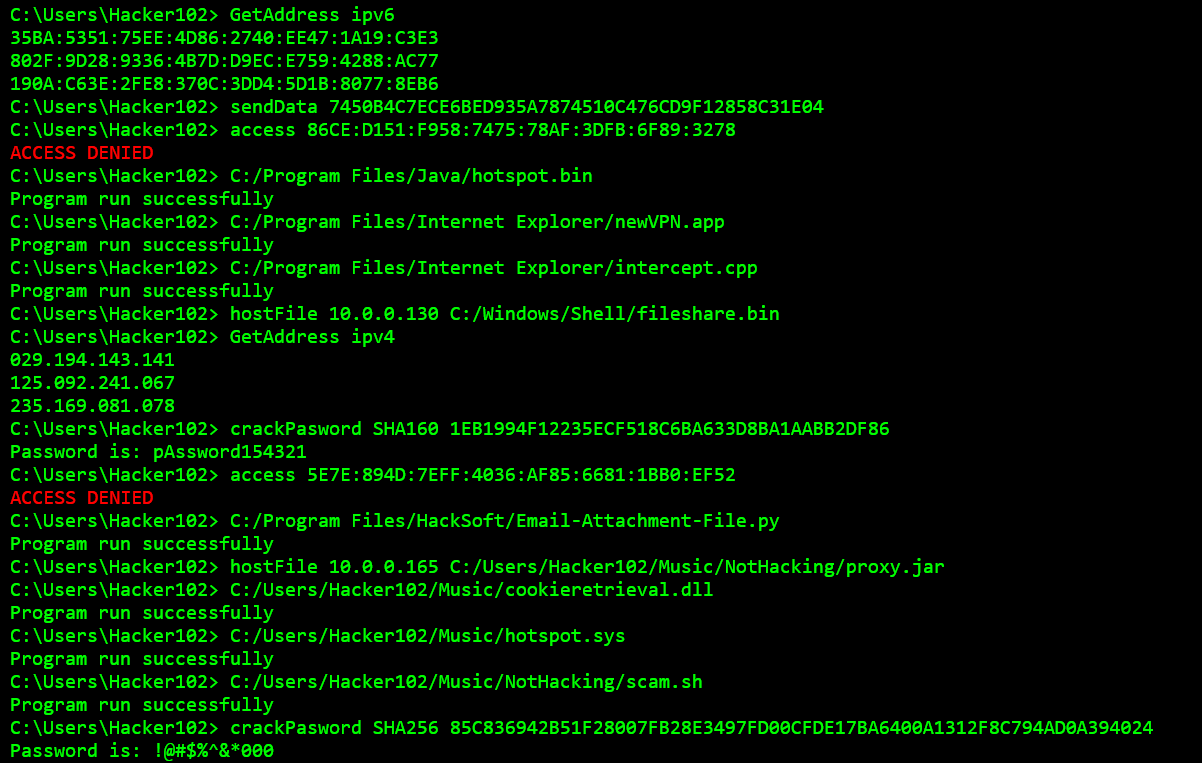 C:\Users\Hacker102> GetAddress ipv6
35BA:5351:75EE:4D86:2740:EE47:1A19:C3E3
802F:9D28:9336:4B7D:D9EC:E759:4288:AC77
190A:C63E:2FE8:370C:3DD4:5D1B:8077:8EB6
C:\Users\Hacker102> sendData 7450B4C7ECE6BED935A7874510C476CD9F12858C31E04
C:\Users\Hacker102> access 86CE:D151:F958:7475:78AF:3DFB:6F89:3278
ACCESS DENIED
C:\Users\Hacker102> C:/Program Files/Java/hotspot.bin
Program run successfully
C:\Users\Hacker102> C:/Program Files/Internet Explorer/newVPN.app
Program run successfully
C:\Users\Hacker102> C:/Program Files/Internet Explorer/intercept.cpp
Program run successfully
C:\Users\Hacker102> hostFile 10.0.0.130 C:/Windows/Shell/fileshare.bin
C:\Users\Hacker102> GetAddress ipv4
029.194.143.141
125.092.241.067
235.169.081.078
C:\Users\Hacker102> crackPasword SHA160 1EB1994F12235ECF518C6BA633D8BA1AABB2DF86
Password is: pAssword154321
C:\Users\Hacker102> access 5E7E:894D:7EFF:4036:AF85:6681:1BB0:EF52
ACCESS DENIED
C:\Users\Hacker102> C:/Program Files/HackSoft/Email-Attachment-File.py
Program run successfully
C:\Users\Hacker102> hostFile 10.0.0.165 C:/Users/Hacker102/Music/NotHacking/proxy.jar
C:\Users\Hacker102> C:/Users/Hacker102/Music/cookieretrieval.dll
Program run successfully
C:\Users\Hacker102> C:/Users/Hacker102/Music/hotspot.sys
Program run successfully
C:\Users\Hacker102> C:/Users/Hacker102/Music/NotHacking/scam.sh
Program run successfully
C:\Users\Hacker102> crackPasword SHA256 85C836942B51F28007FB28E3497FD00CFDE17BA6400A1312F8C794AD0A394024
Password is: !@#$%^&*000